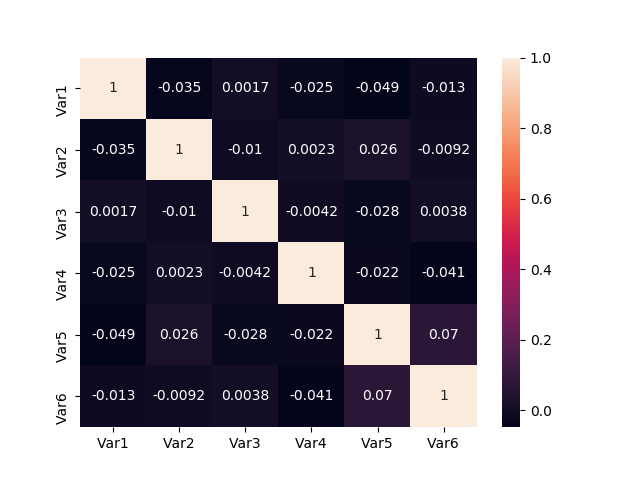 Var1 1 -0.035 0.0017 -0.025 -0.049 -0.013
Var2 -0.035 1 -0.01 0.0023 0.026 -0.0092
Var3 0.0017 -0.01 1 -0.0042 -0.028 0.0038
Var4 -0.025 0.0023 -0.0042 1 -0.022 -0.041
Var5 -0.049 0.026 -0.028 -0.022 1 0.07
Var6 -0.013 -0.0092 0.0038 -0.041 0.07 1
Var1 Var2 Var3 Var4 Var5 Var6
1.0
0.8
0.6
0.4
0.2
0.0